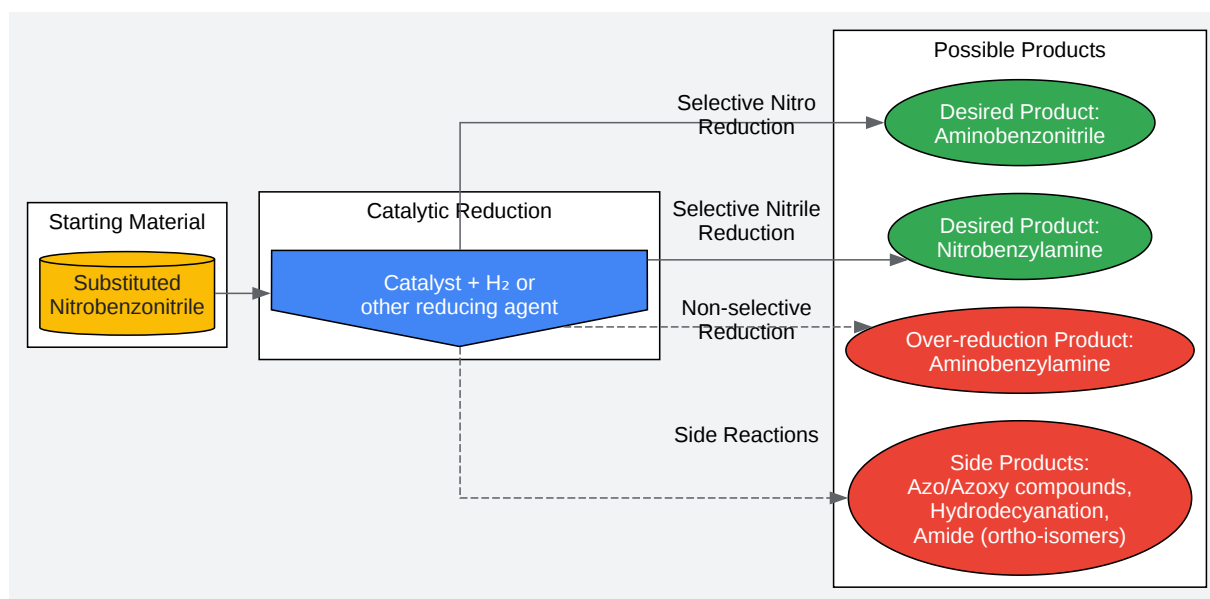 Starting Material
Substituted
Nitrobenzonitrile
Catalytic Reduction
Catalyst + H₂ or
other reducing agent
Selective Nitro
Reduction
Selective Nitrile
Reduction
Non-selective
Reduction
Side Reactions
Possible Products
Desired Product:
Aminobenzonitrile
Desired Product:
Nitrobenzylamine
Over-reduction Product:
Aminobenzylamine
Side Products:
Azo/Azoxy compounds,
Hydrodecyanation,
Amide (ortho-isomers)